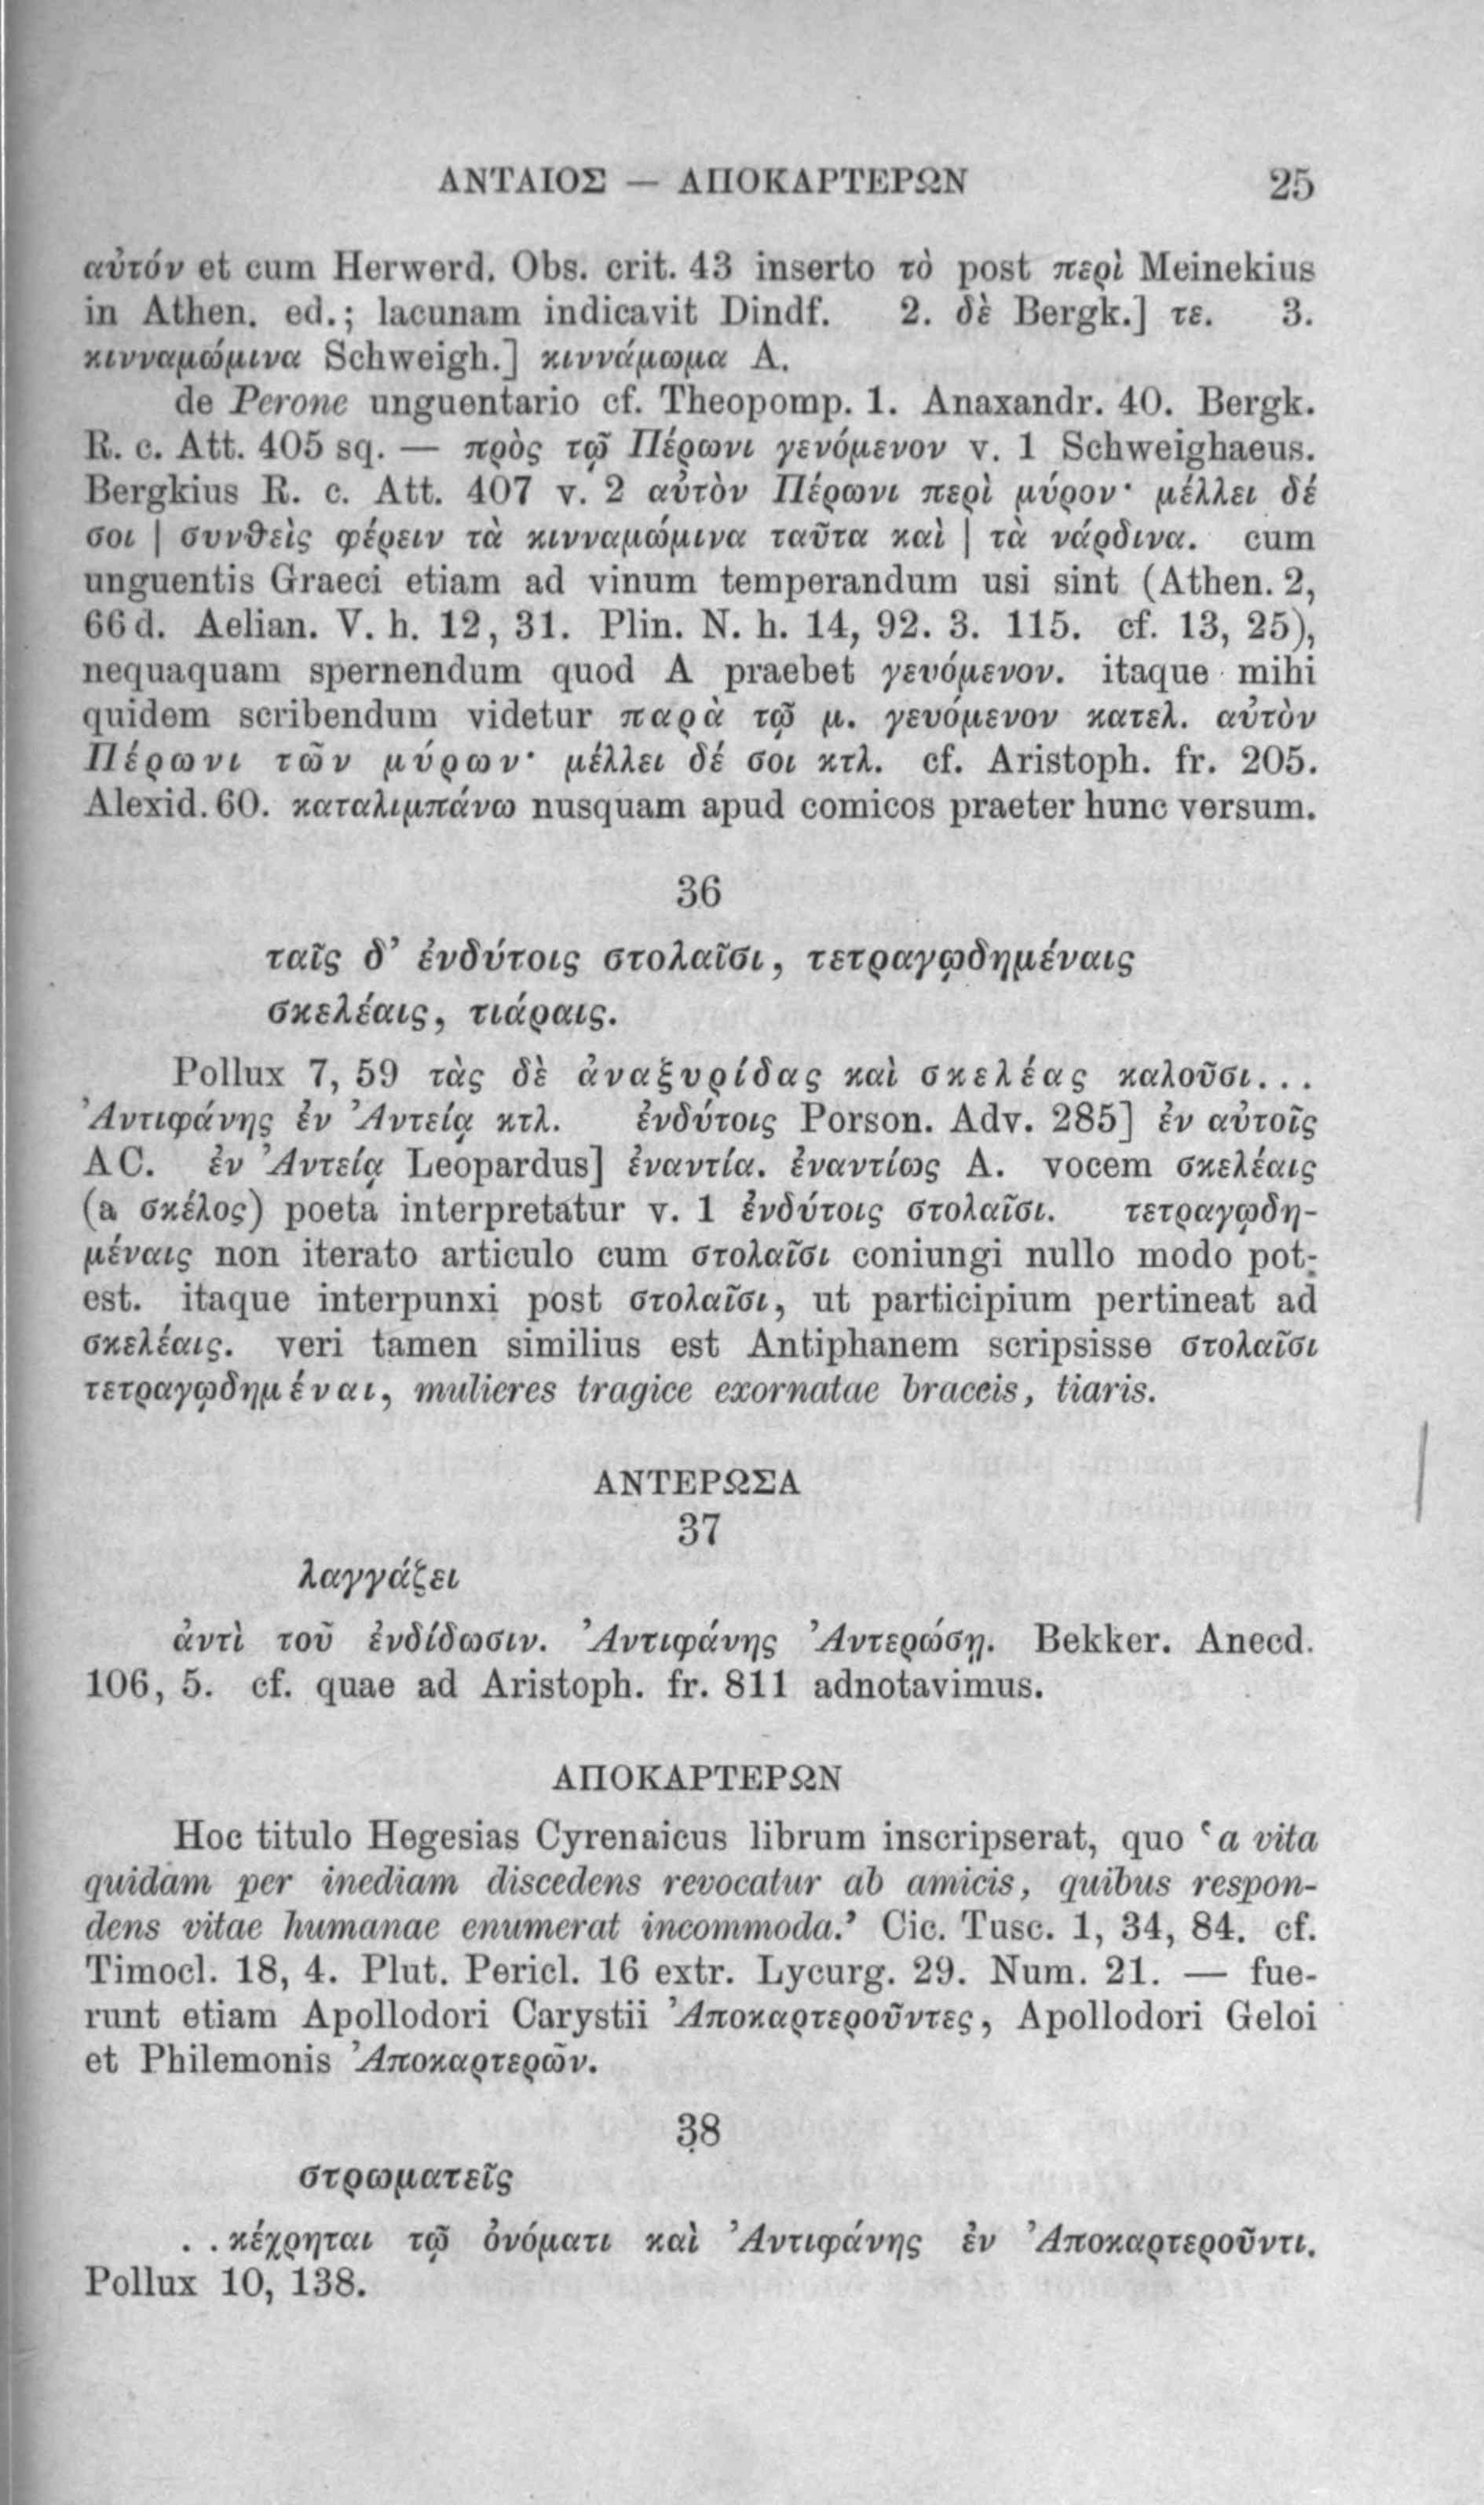 ΑΝΤΑΙΟΣ — ΑΠΟΚΑΡΤΕΡΩΝ 25
αὐτόν et cum Herwerd. Obs. crit. 43 inserto τὸ post περὶ Meinekius
in Athen. ed.; lacunam indicavit Dindf. 2. δὲ Bergk.] τε. 3.
κινναμώμινα Schweigh.] κιννάμωμα A.
de Perone unguentario cf. Theopomp. 1. Anaxandr. 40. Bergk.
R. c. Att. 405 sq. — πρὸς τῷ Πέρωνι γενόμενον v. 1 Schweighaeus.
Bergkius R. c. Att. 407 v. 2 αὐτὸν Πέρωνι περὶ μύρον· μέλλει δέ
σοι | συνθεὶς φέρειν τὰ κινναμώμινα ταῦτα καὶ | τὰ νάρδινα. cum
unguentis Graeci etiam ad vinum temperandum usi sint (Athen. 2,
66 d. Aelian. V. h. 12, 31. Plin. N. h. 14, 92. 3. 115. cf. 13, 25),
nequaquam spernendum quod A praebet γευόμενον. itaque mihi
quidem scribendum videtur παρὰ τῷ μ. γευόμενον κατελ. αὐτὸν
Πέρωνι τῶν μύρων· μέλλει δέ σοι κτλ. cf. Aristoph. fr. 205.
Alexid. 60. καταλιμπάνω nusquam apud comicos praeter hunc versum.
36
ταῖς δ’ ἐνδύτοις στολαῖσι, τετραγῳδημέναις
σκελέαις, τιάραις.
Pollux 7, 59 τὰς δὲ ἀναξυρίδας καὶ σκελέας καλοῦσι...
Ἀντιφάνης ἐν Ἀντείᾳ κτλ. ἐνδύτοις Porson. Adv. 285] ἐν αὐτοῖς
AC. ἐν Ἀντείᾳ Leopardus] ἐναντία. ἐναντίως A. vocem σκελέαις
(a σκέλος) poeta interpretatur v. 1 ἐνδύτοις στολαῖσι. τετραγῳδη-
μέναις non iterato articulo cum στολαῖσι coniungi nullo modo pot-
est. itaque interpunxi post στολαῖσι, ut participium pertineat ad
σκελέαις. veri tamen similius est Antiphanem scripsisse στολαῖσι
τετραγῳδημέναι, mulieres tragice exornatae braccis, tiaris.
ΑΝΤΕΡΩΣΑ
37
λαγγάζει
ἀντὶ τοῦ ἐνδίδωσιν. Ἀντιφάνης Ἀντερώσῃ. Bekker. Anecd.
106, 5. cf. quae ad Aristoph. fr. 811 adnotavimus.
ΑΠΟΚΑΡΤΕΡΩΝ
Hoc titulo Hegesias Cyrenaicus librum inscripserat, quo ‘a vita
quidam per inediam discedens revocatur ab amicis, quibus respon-
dens vitae humanae enumerat incommoda.’ Cic. Tusc. 1, 34, 84. cf.
Timocl. 18, 4. Plut. Pericl. 16 extr. Lycurg. 29. Num. 21. — fue-
runt etiam Apollodori Carystii Ἀποκαρτεροῦντες, Apollodori Geloi
et Philemonis Ἀποκαρτερῶν.
38
στρωματεῖς
. . κέχρηται τῷ ὀνόματι καὶ Ἀντιφάνης ἐν Ἀποκαρτεροῦντι.
Pollux 10, 138.